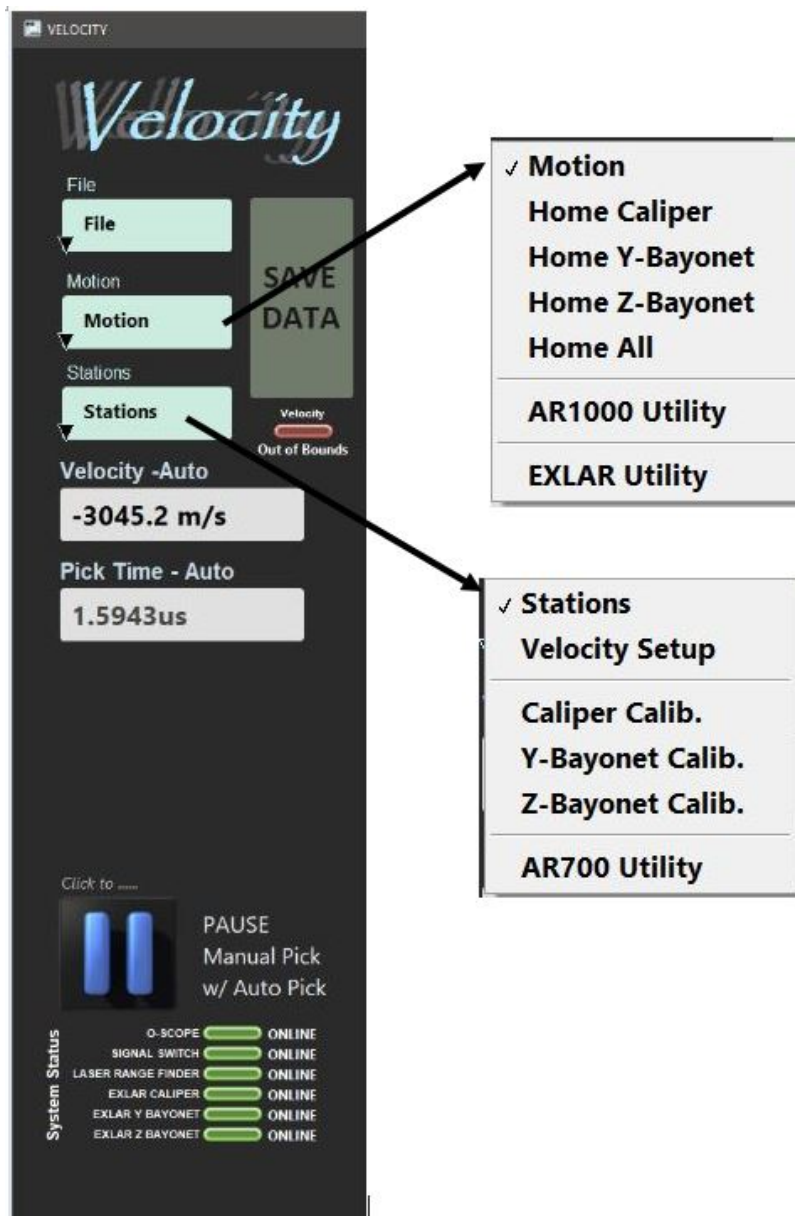 VELOCITY
Velocity
File
File
SAVE
DATA
Motion
Motion
Stations
Stations
Velocity
Out of Bounds
Velocity -Auto
-3045.2 m/s
Pick Time - Auto
1.5943us
Click to ......
PAUSE
Manual Pick
w/ Auto Pick
System Status
O-SCOPE ONLINE
SIGNAL SWITCH ONLINE
LASER RANGE FINDER ONLINE
EXLAR CALIPER ONLINE
EXLAR Y BAYONET ONLINE
EXLAR Z BAYONET ONLINE
✓ Motion
Home Caliper
Home Y-Bayonet
Home Z-Bayonet
Home All
AR1000 Utility
EXLAR Utility
✓ Stations
Velocity Setup
Caliper Calib.
Y-Bayonet Calib.
Z-Bayonet Calib.
AR700 Utility